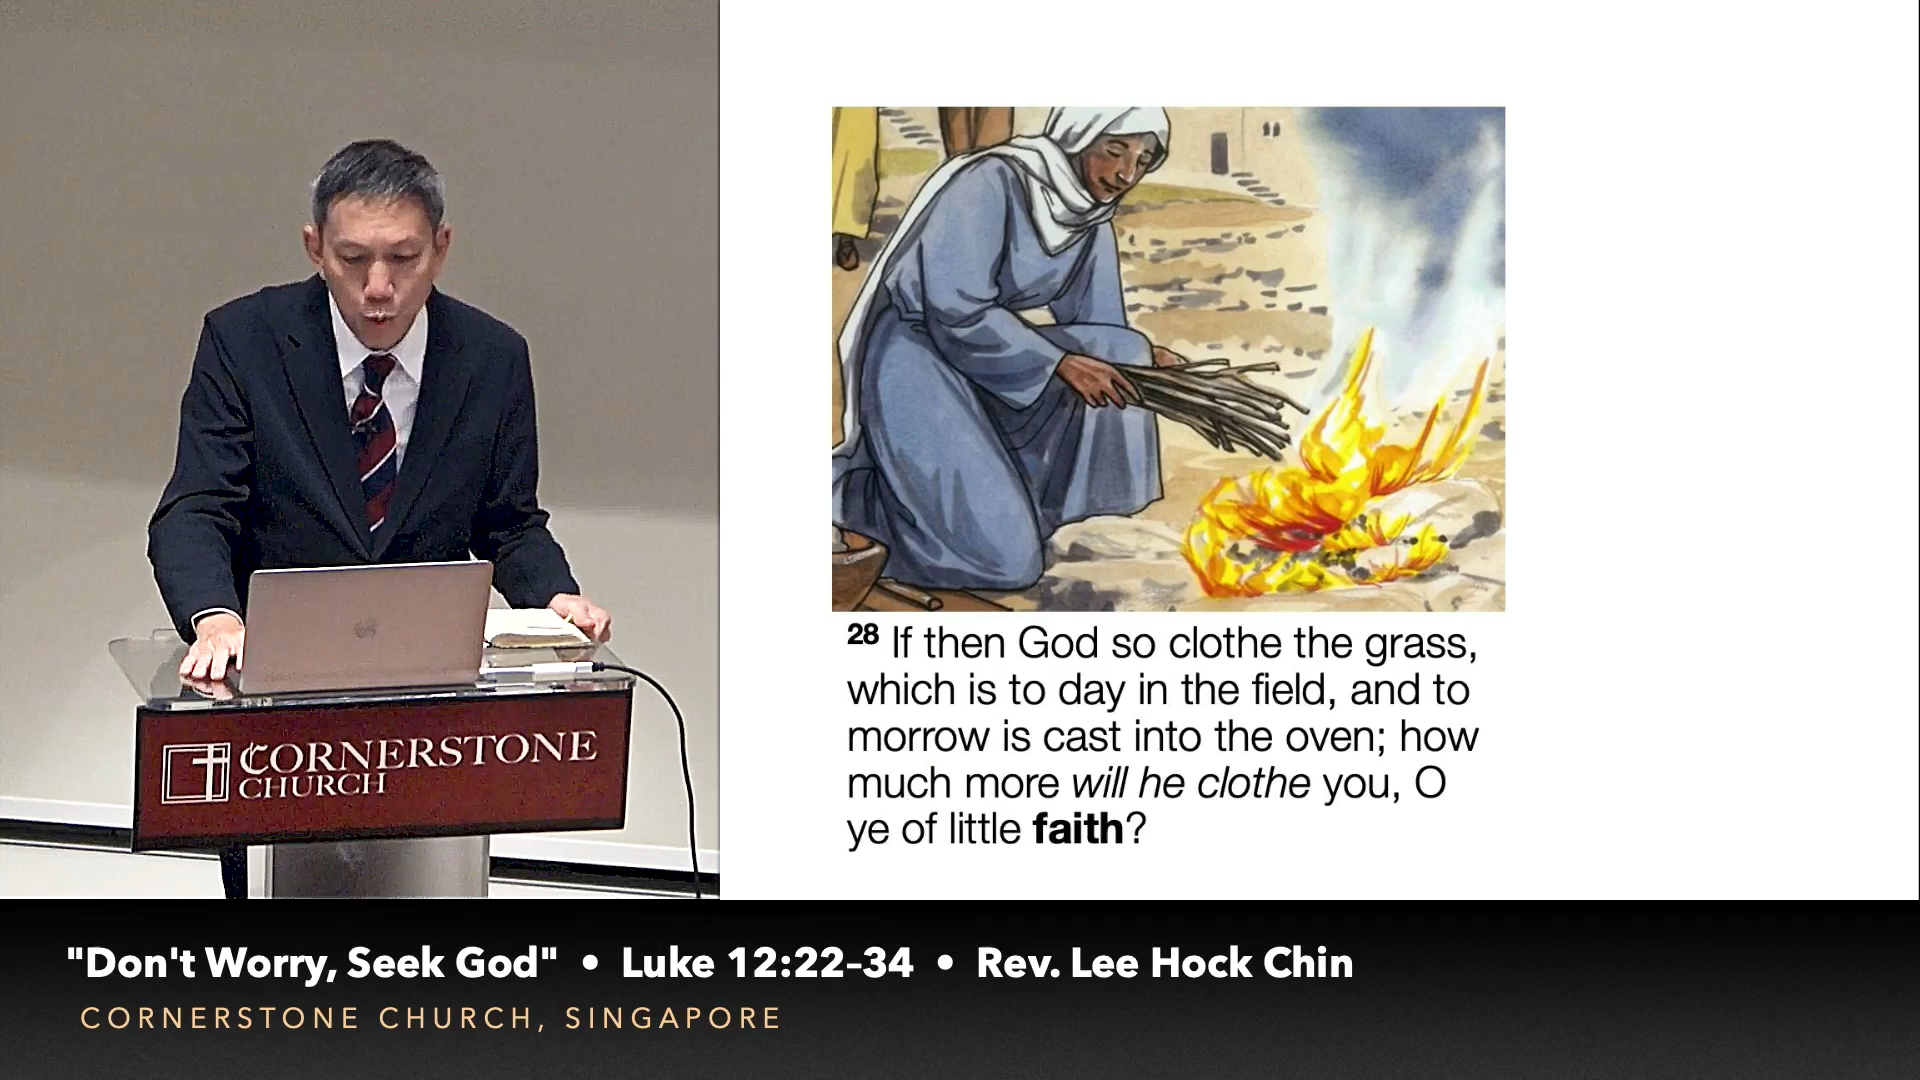 28 If then God so clothe the grass,
which is to day in the field, and to
morrow is cast into the oven; how
much more will he clothe you, O
ye of little faith?
CORNERSTONE
CHURCH
"Don't Worry, Seek God" • Luke 12:22–34 • Rev. Lee Hock Chin
CORNERSTONE CHURCH, SINGAPORE